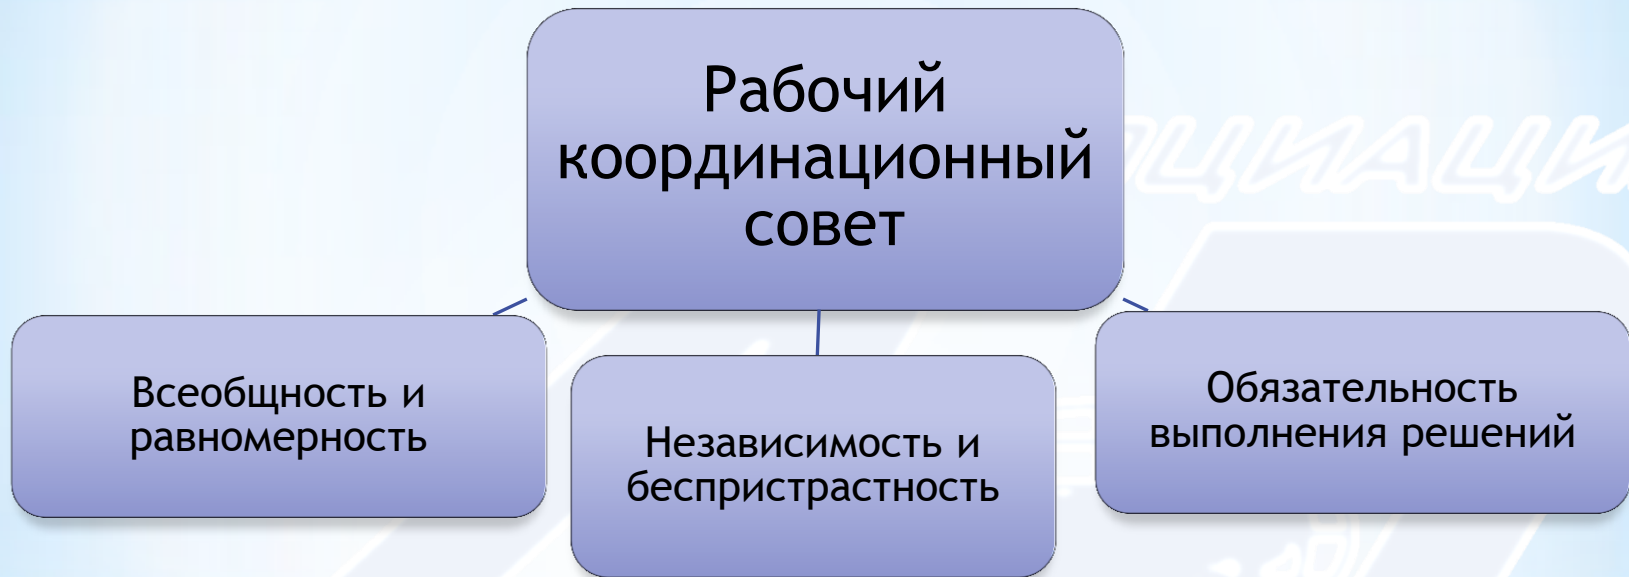 Рабочий
координационный
совет
Всеобщность и
равномерность
Независимость и
беспристрастность
Обязательность
выполнения решений